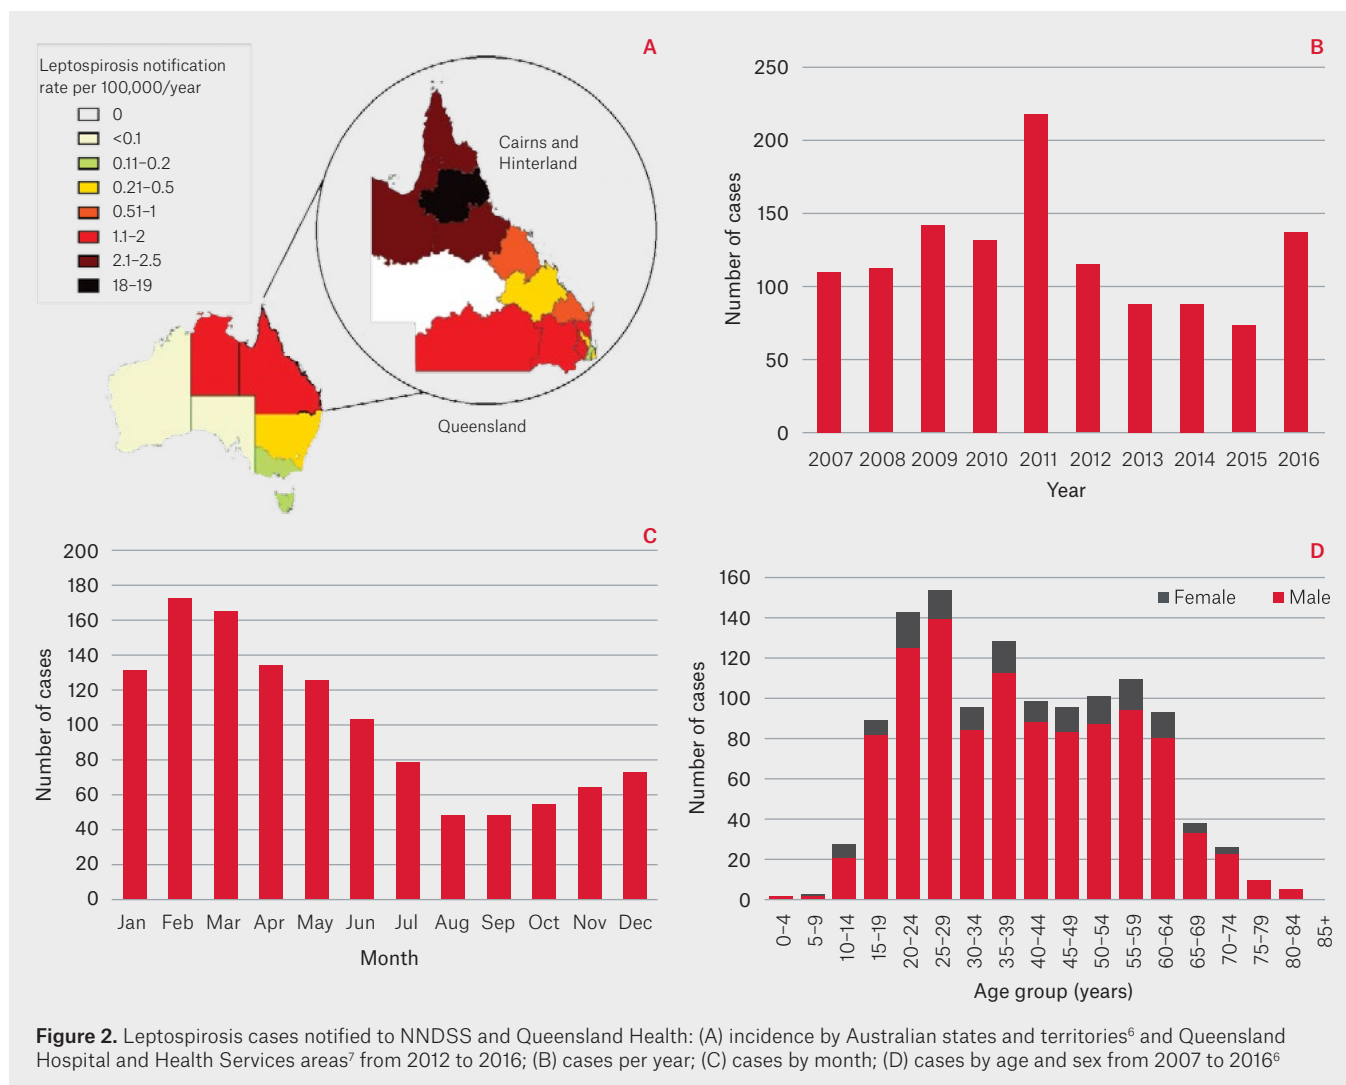 A
Leptospirosis notification
rate per 100,000/year
0
<0.1
0.11–0.2
0.21–0.5
0.51–1
1.1–2
2.1–2.5
18–19
Cairns and
Hinterland
Queensland
B
250
200
150
100
50
0
Number of cases
2007 2008 2009 2010 2011 2012 2013 2014 2015 2016
Year
C
200
180
160
140
120
100
80
60
40
20
0
Number of cases
Jan Feb Mar Apr May Jun Jul Aug Sep Oct Nov Dec
Month
D
Female Male
160
140
120
100
80
60
40
20
0
Number of cases
0–4
5–9
10–14
15–19
20–24
25–29
30–34
35–39
40–44
45–49
50–54
55–59
60–64
65–69
70–74
75–79
80–84
85+
Age group (years)
Figure 2. Leptospirosis cases notified to NNDSS and Queensland Health: (A) incidence by Australian states and territories⁶ and Queensland
Hospital and Health Services areas⁷ from 2012 to 2016; (B) cases per year; (C) cases by month; (D) cases by age and sex from 2007 to 2016⁶